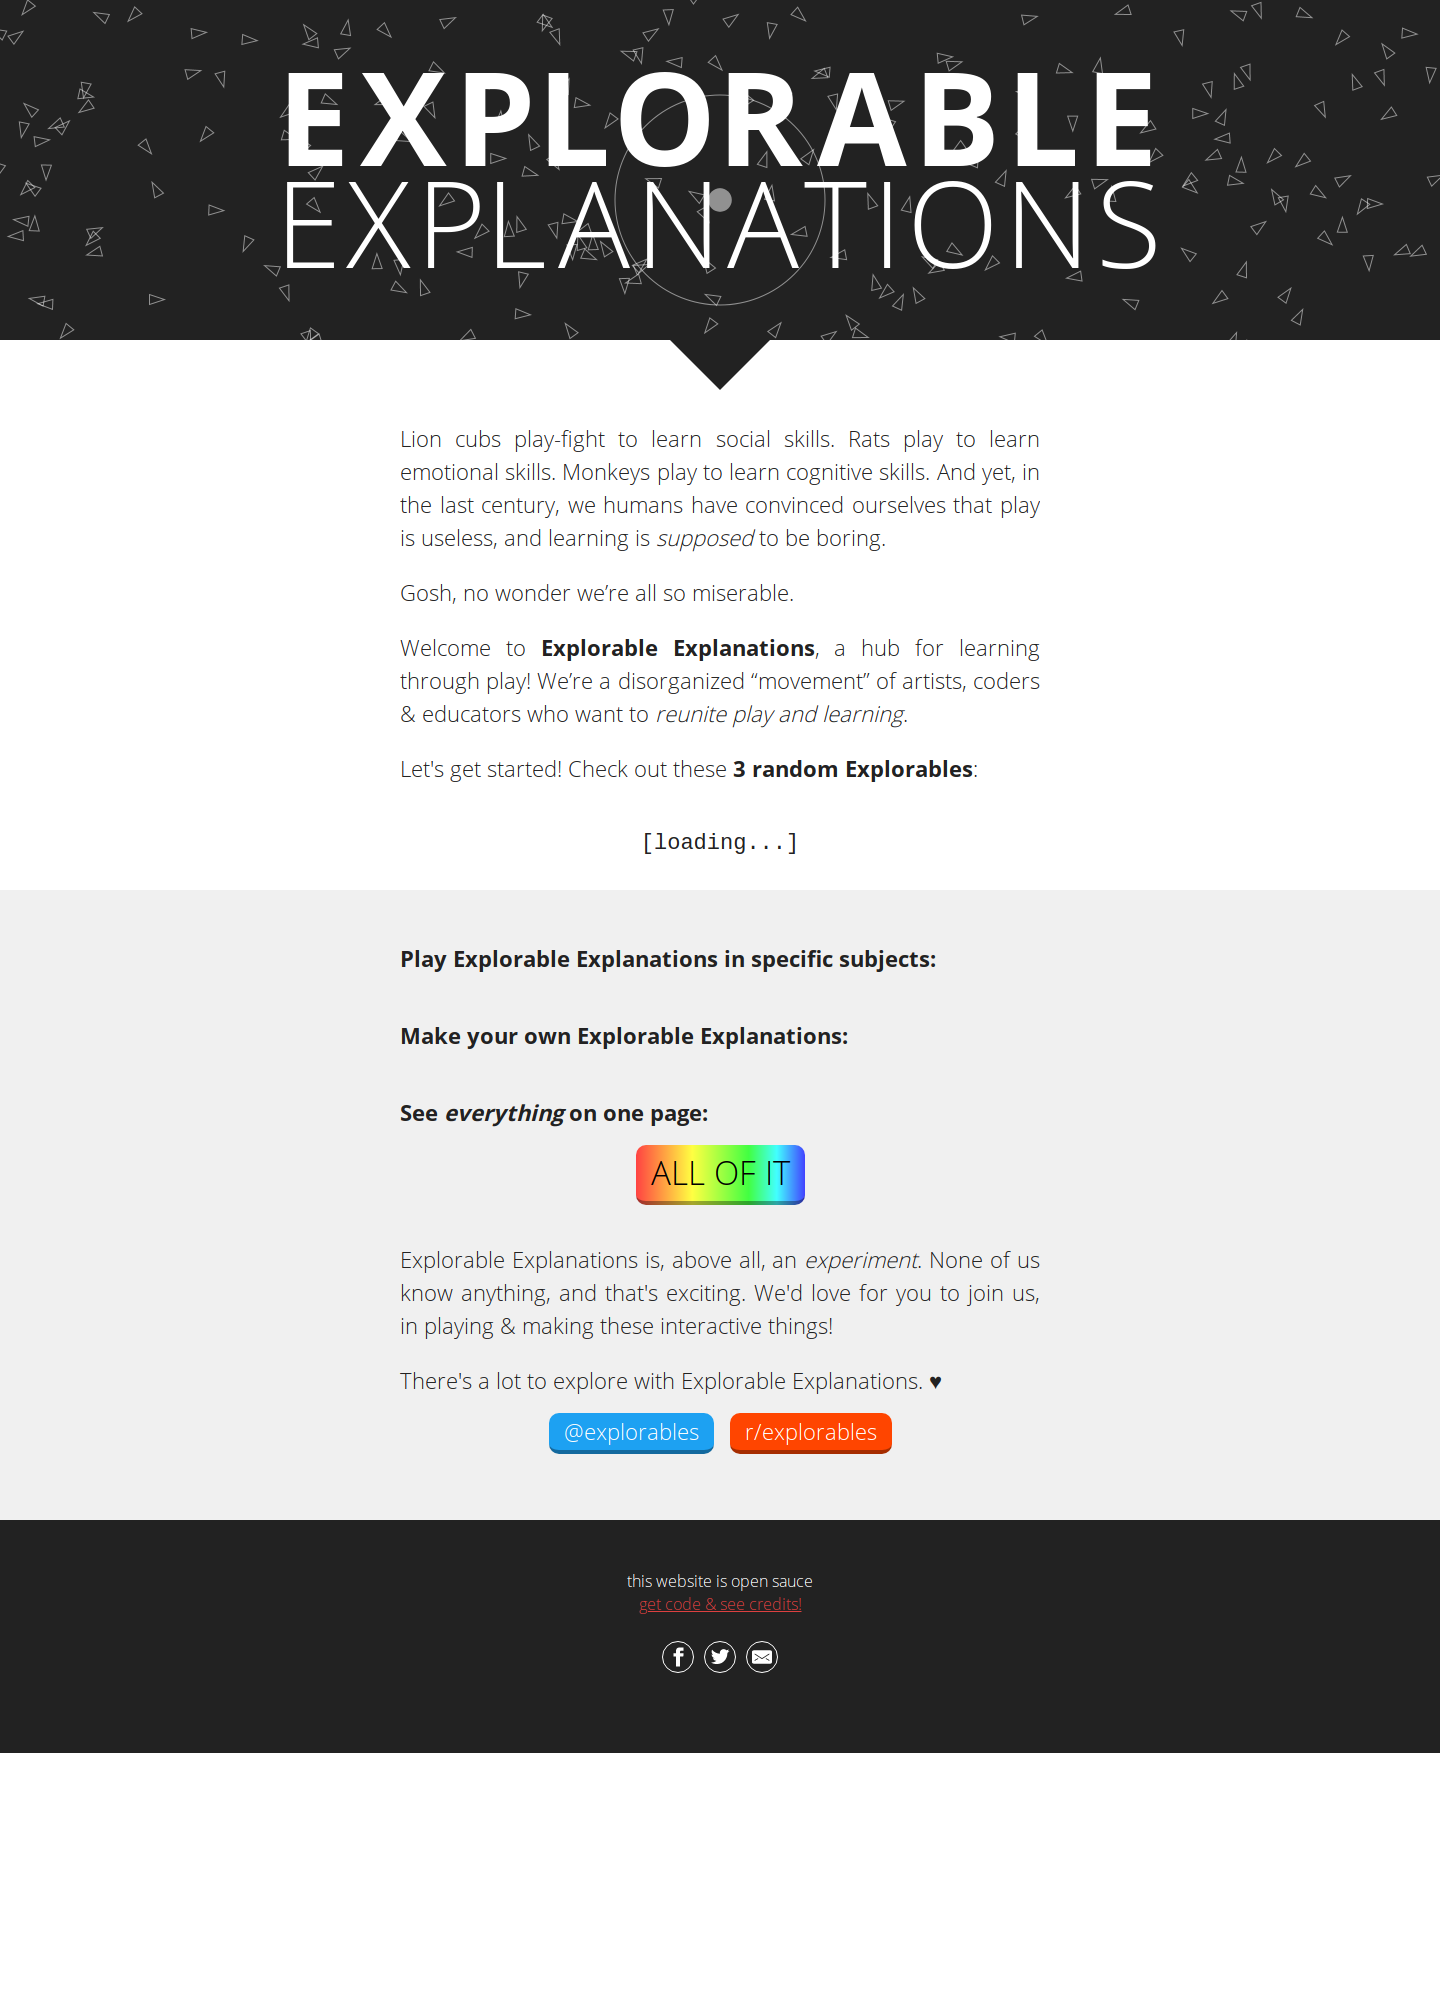 EXPLORABLE
EXPLANATIONS
Lion cubs play-fight to learn social skills. Rats play to learn
emotional skills. Monkeys play to learn cognitive skills. And yet, in
the last century, we humans have convinced ourselves that play
is useless, and learning is supposed to be boring.
Gosh, no wonder we’re all so miserable.
Welcome to Explorable Explanations, a hub for learning
through play! We’re a disorganized “movement” of artists, coders
& educators who want to reunite play and learning.
Let's get started! Check out these 3 random Explorables:
[loading...]
Play Explorable Explanations in specific subjects:
Make your own Explorable Explanations:
See everything on one page:
ALL OF IT
Explorable Explanations is, above all, an experiment. None of us
know anything, and that's exciting. We'd love for you to join us,
in playing & making these interactive things!
There's a lot to explore with Explorable Explanations. ♥
@explorables r/explorables
this website is open sauce
get code & see credits!